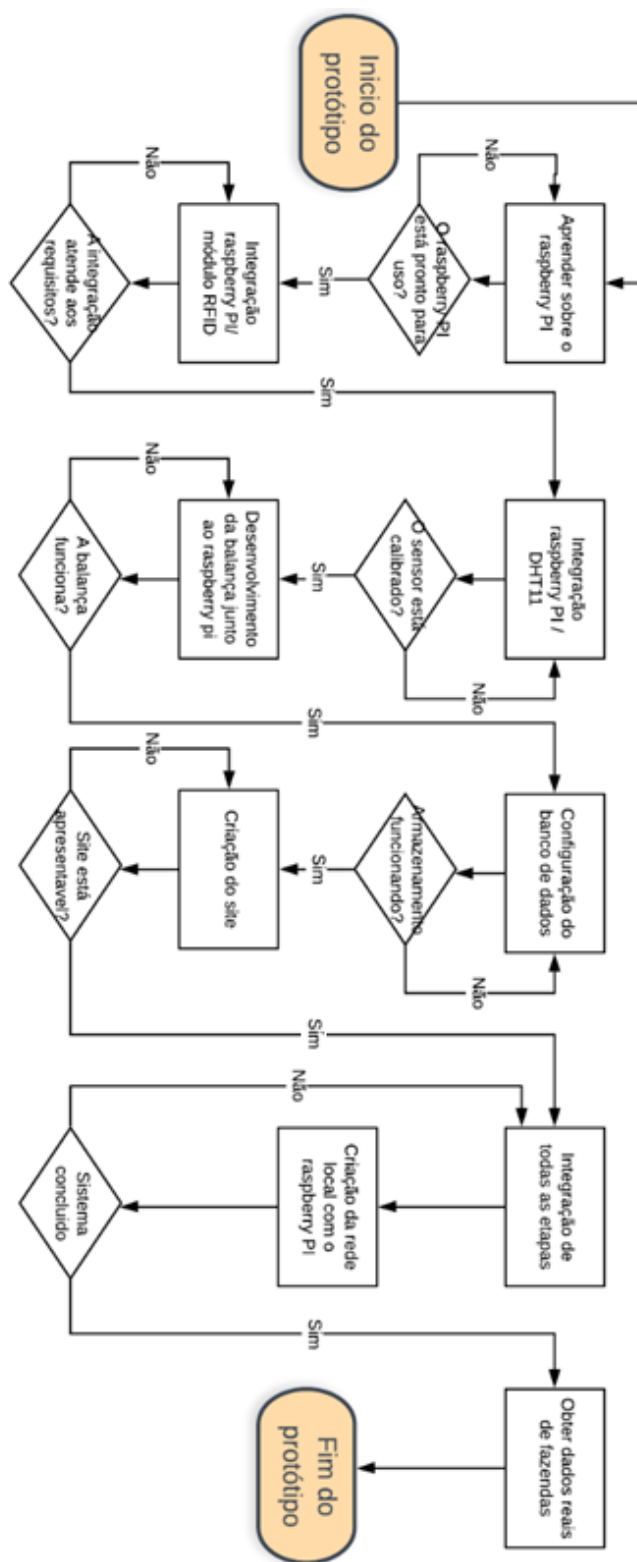 Inicio do
protótipo
Aprender sobre o
raspberry PI
Não
O raspberry PI
está pronto para
uso?
Sim
Integração
raspberry PI/
módulo RFID
Não
A integração
atende aos
requisitos?
Sim
Integração
raspberry PI /
DHT11
O sensor está
calibrado?
Não
Sim
Desenvolvimento
da balança junto
ao raspberry pi
Não
A balança
funciona?
Sim
Configuração do
banco de dados
Armazenamento
funcionando?
Não
Sim
Criação do site
Não
Site está
apresentavel?
Sim
Integração de
todas as etapas
Criação da rede
local com o
raspberry PI
Não
Sistema
concluido
Sim
Obter dados reais
de fazendas
Fim do
protótipo